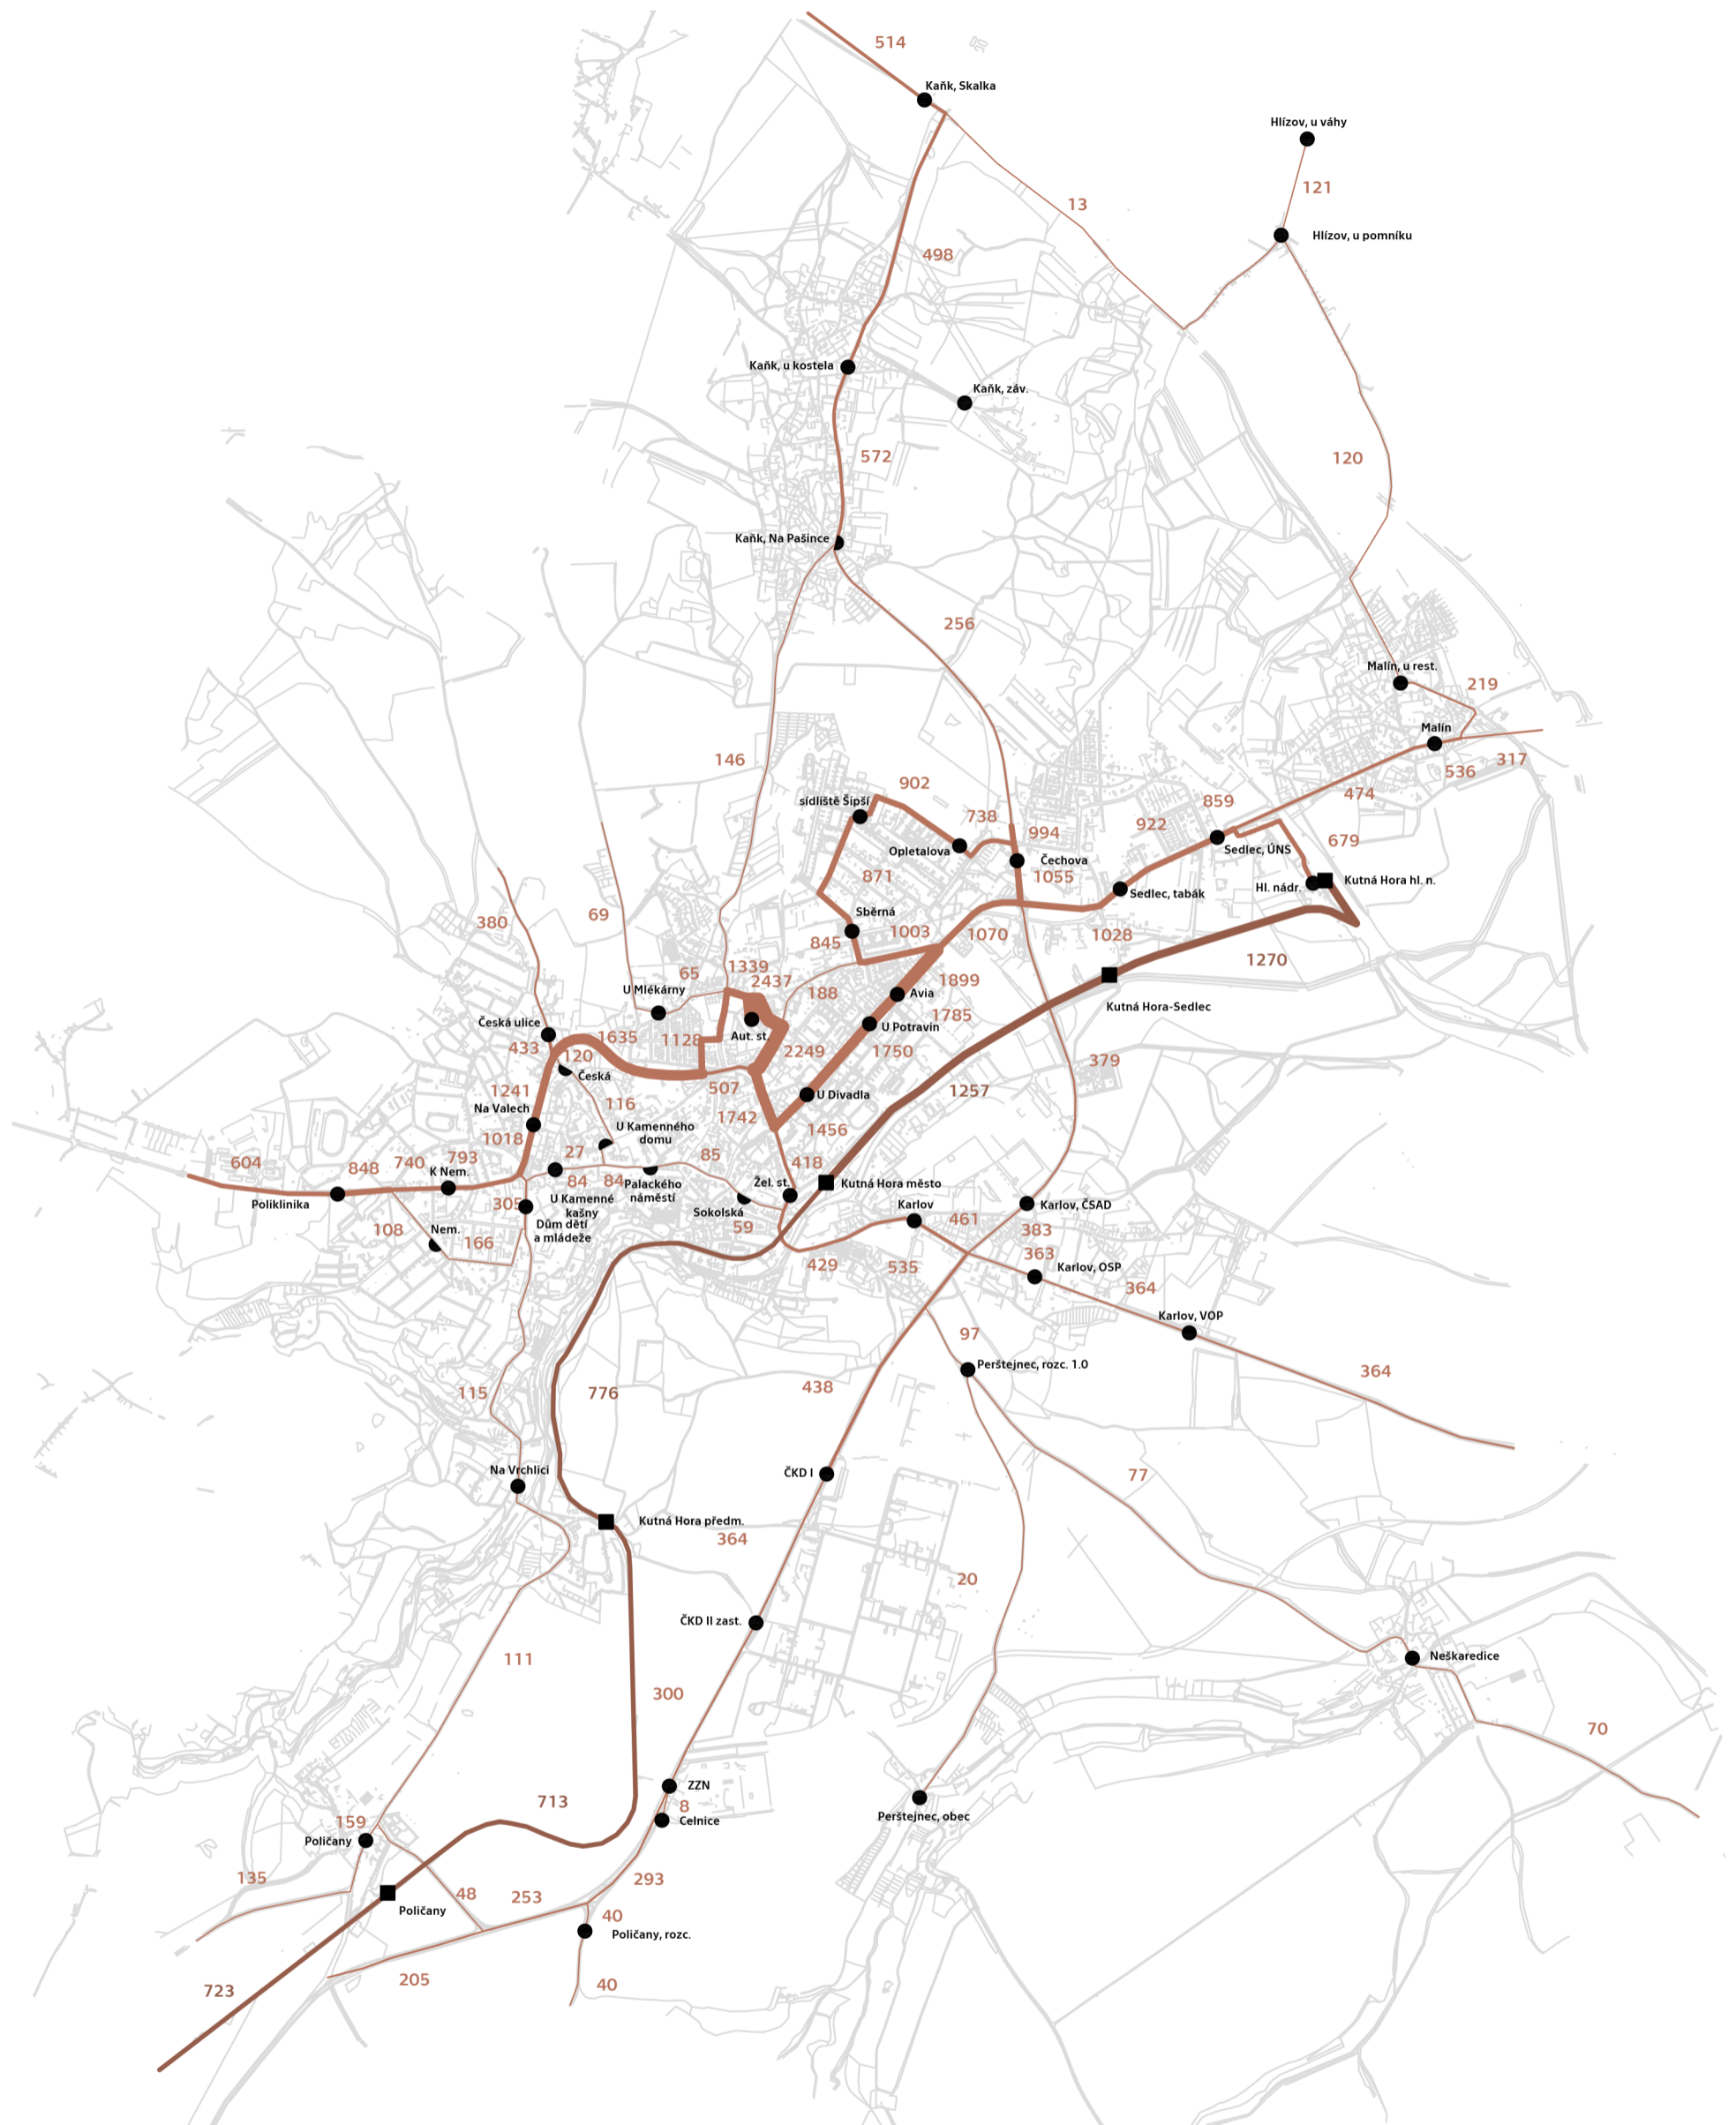 514
Kaňk, Skalka
Hlízov, u váhy
121
13
Hlízov, u pomníku
498
Kaňk, u kostela
Kaňk, záv.
572
120
Kaňk, Na Pašince
256
Malín, u rest.
219
Malín
317
146
536
902
474
sídliště Šipší
859
738
922
994
679
Opletalova
Čechova
Sedlec, ÚNS
871
1055
Hl. nádr.
Kutná Hora hl. n.
Sedlec, tabák
69
Sběrná
380
1003
1070
1028
845
1270
1339
65
2437
1899
U Mlékárny
188
Avia
Kutná Hora-Sedlec
1785
Česká ulice
U Potravin
1635
1128
Aut. st.
433
120
2249
1750
379
Česká
507
1241
1257
U Divadla
116
Na Valech
1742
U Kamenného
domu
1456
1018
27
85
604
848
740
793
418
K Nem.
84
84
Palackého
náměstí
Žel. st.
Kutná Hora město
Poliklinika
305
U Kamenné
kašny
Sokolská
Karlov
Karlov, ČSAD
108
Nem.
Dům dětí
a mládeže
59
461
383
166
363
429
535
Karlov, OSP
364
Karlov, VOP
97
Perštejnec, rozc. 1.0
364
115
776
438
Na Vrchlici
ČKD I
77
Kutná Hora předm.
364
20
ČKD II zast.
111
Neškaredice
300
70
ZZN
713
8
Celnice
Perštejnec, obec
159
Poličany
135
293
48
253
Poličany
40
Poličany, rozc.
205
40
723